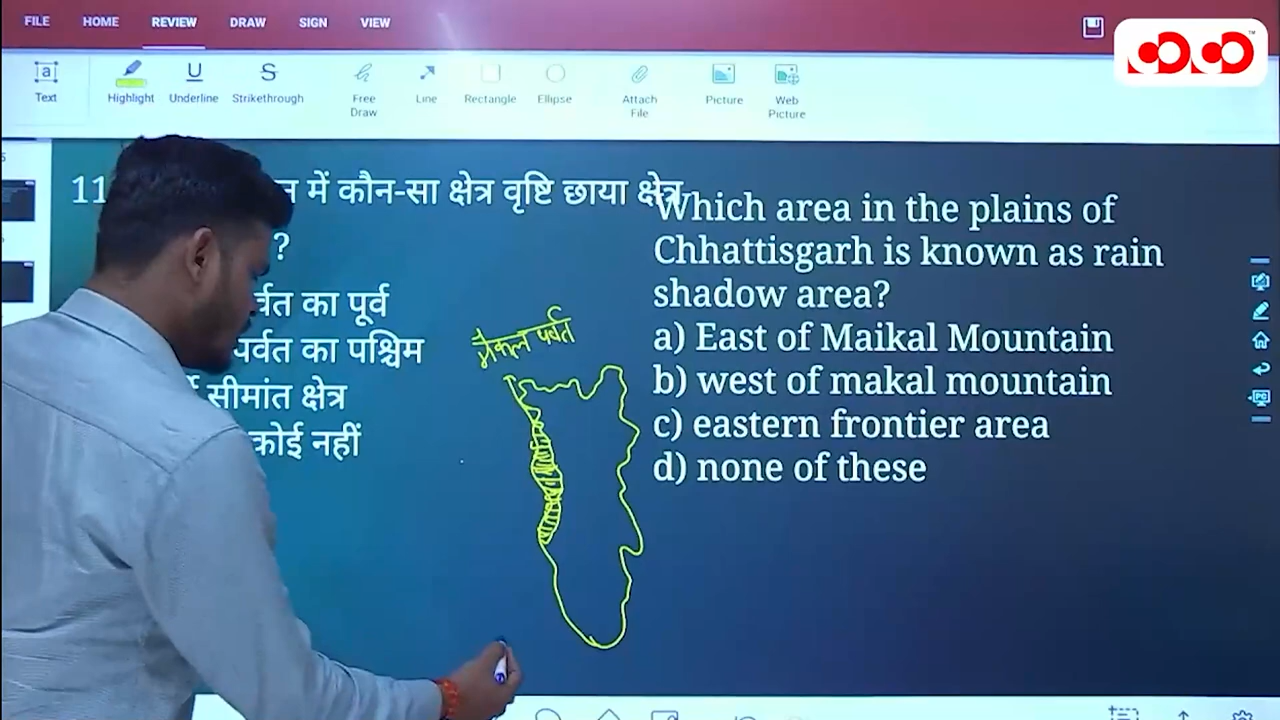 FILE HOME REVIEW DRAW SIGN VIEW
Text Highlight Underline Strikethrough Free Draw Line Rectangle Ellipse Attach File Picture Web Picture
11 में कौन-सा क्षेत्र वृष्टि छाया क्षेत्र
?
का पूर्व
पर्वत का पश्चिम
सीमांत क्षेत्र
कोई नहीं
मैकल पर्वत
Which area in the plains of
Chhattisgarh is known as rain
shadow area?
a) East of Maikal Mountain
b) west of makal mountain
c) eastern frontier area
d) none of these